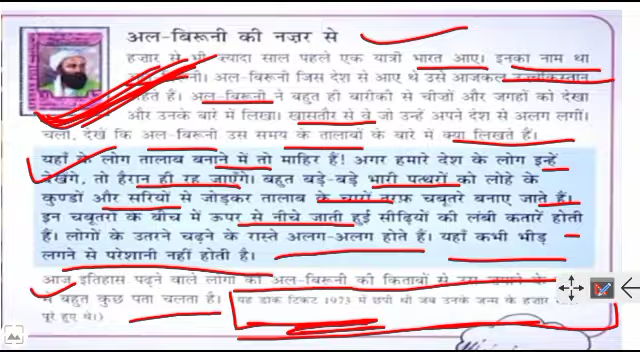 अल-बिरूनी की नज़र से
हज़ार से भी ज़्यादा साल पहले एक यात्री भारत आए। इनका नाम था
अल-बिरूनी। अल-बिरूनी जिस देश से आए थे उसे आजकल उज़्बेकिस्तान
कहते हैं। अल-बिरूनी ने बहुत ही बारीकी से चीज़ों और जगहों को देखा
और उनके बारे में लिखा। खासतौर से वे जो उन्हें अपने देश से अलग लगीं।
चलो, देखें कि अल-बिरूनी उस समय के तालाबों के बारे में क्या लिखते हैं।
यहाँ के लोग तालाब बनाने में तो माहिर हैं! अगर हमारे देश के लोग इन्हें
देखेंगे, तो हैरान ही रह जाएँगे। बहुत बड़े-बड़े भारी पत्थरों को लोहे के
कुण्डों और सरियों से जोड़कर तालाब के चारों तरफ़ चबूतरे बनाए जाते हैं।
इन चबूतरों के बीच में ऊपर से नीचे जाती हुई सीढ़ियों की लंबी कतारें होती
हैं। लोगों के उतरने चढ़ने के रास्ते अलग-अलग होते हैं। यहाँ कभी भीड़
लगने से परेशानी नहीं होती है।
आज इतिहास पढ़ने वाले लोगों को अल-बिरूनी की किताबों से उस ज़माने के
में बहुत कुछ पता चलता है। यह डाक टिकट 1973 में छपी थी जब उनके जन्म के हज़ार
पूरे हुए थे।)